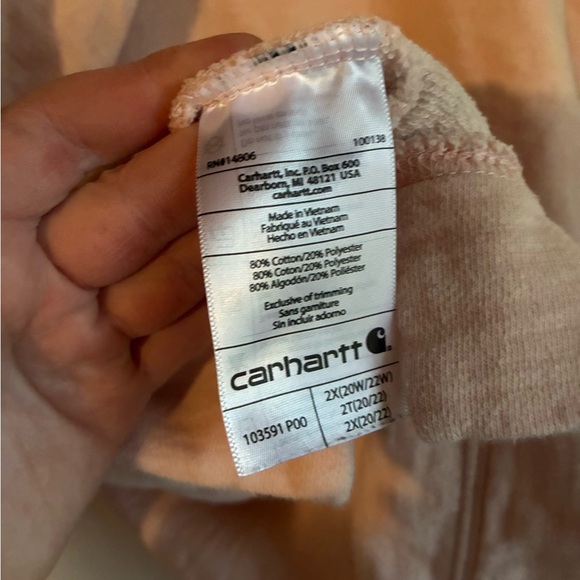 RN#14806 100138
Carhartt, Inc. P.O. Box 600
Dearborn, MI 48121 USA
carhartt.com
Made in Vietnam
Fabriqué au Vietnam
Hecho en Vietnam
80% Cotton/20% Polyester
80% Coton/20% Polyester
80% Algodón/20% Poliéster
Exclusive of trimming
Sans garniture
Sin incluir adorno
carhartt
103591 P00
2X(20W/22W)
2T(20/22)
2X(20/22)